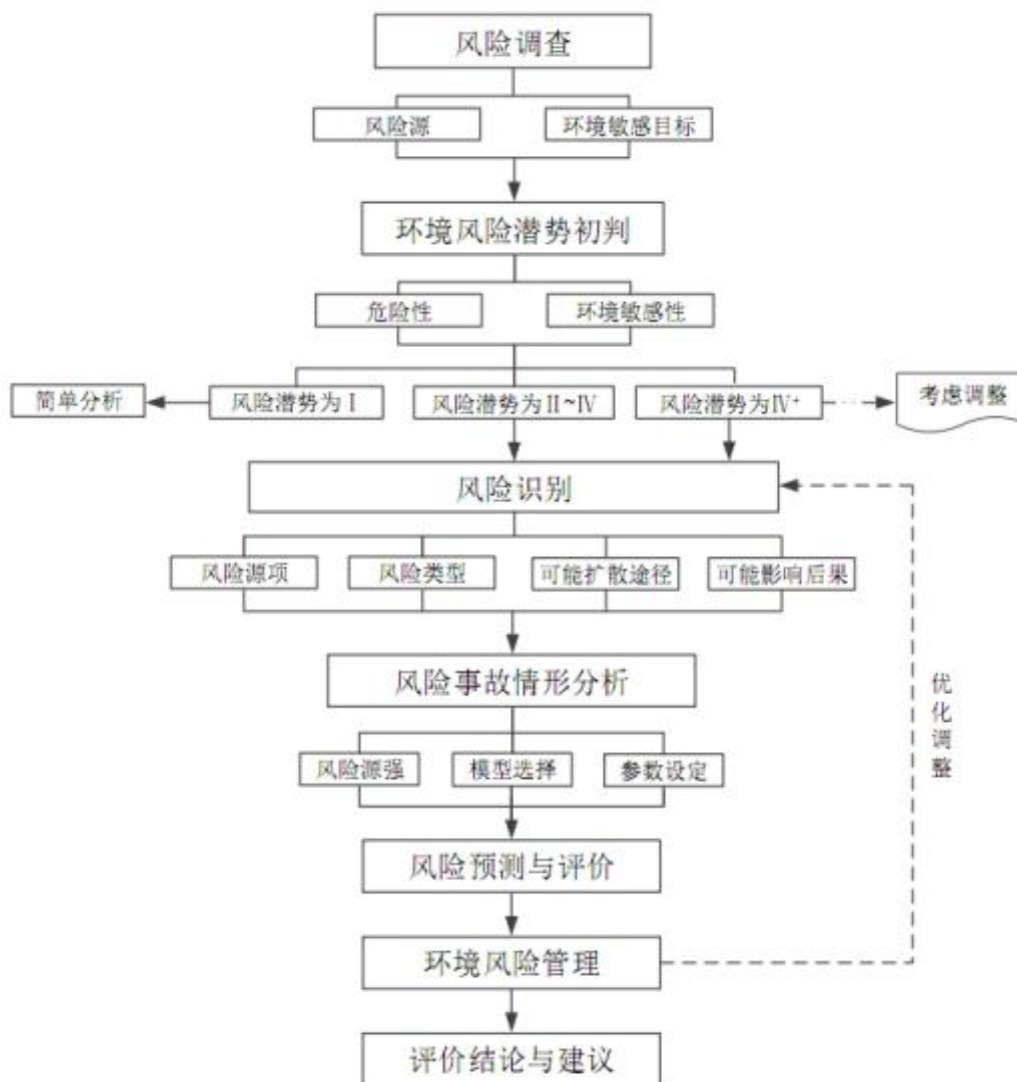 风险调查
风险源
环境敏感目标
环境风险潜势初判
危险性
环境敏感性
简单分析
风险潜势为Ⅰ
风险潜势为Ⅱ~Ⅳ
风险潜势为Ⅳ⁺
考虑调整
风险识别
风险源项
风险类型
可能扩散途径
可能影响后果
风险事故情形分析
优化调整
风险源强
模型选择
参数设定
风险预测与评价
环境风险管理
评价结论与建议